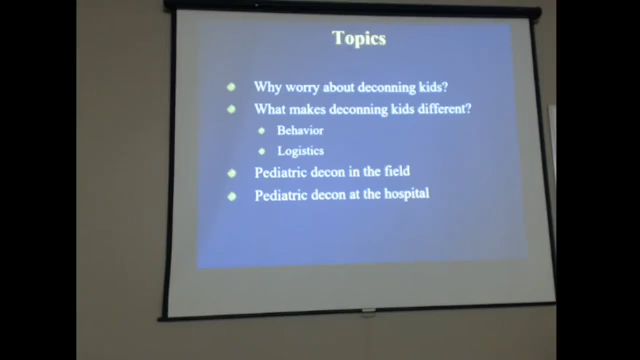 Topics
Why worry about deconning kids?
What makes deconning kids different?
Behavior
Logistics
Pediatric decon in the field
Pediatric decon at the hospital